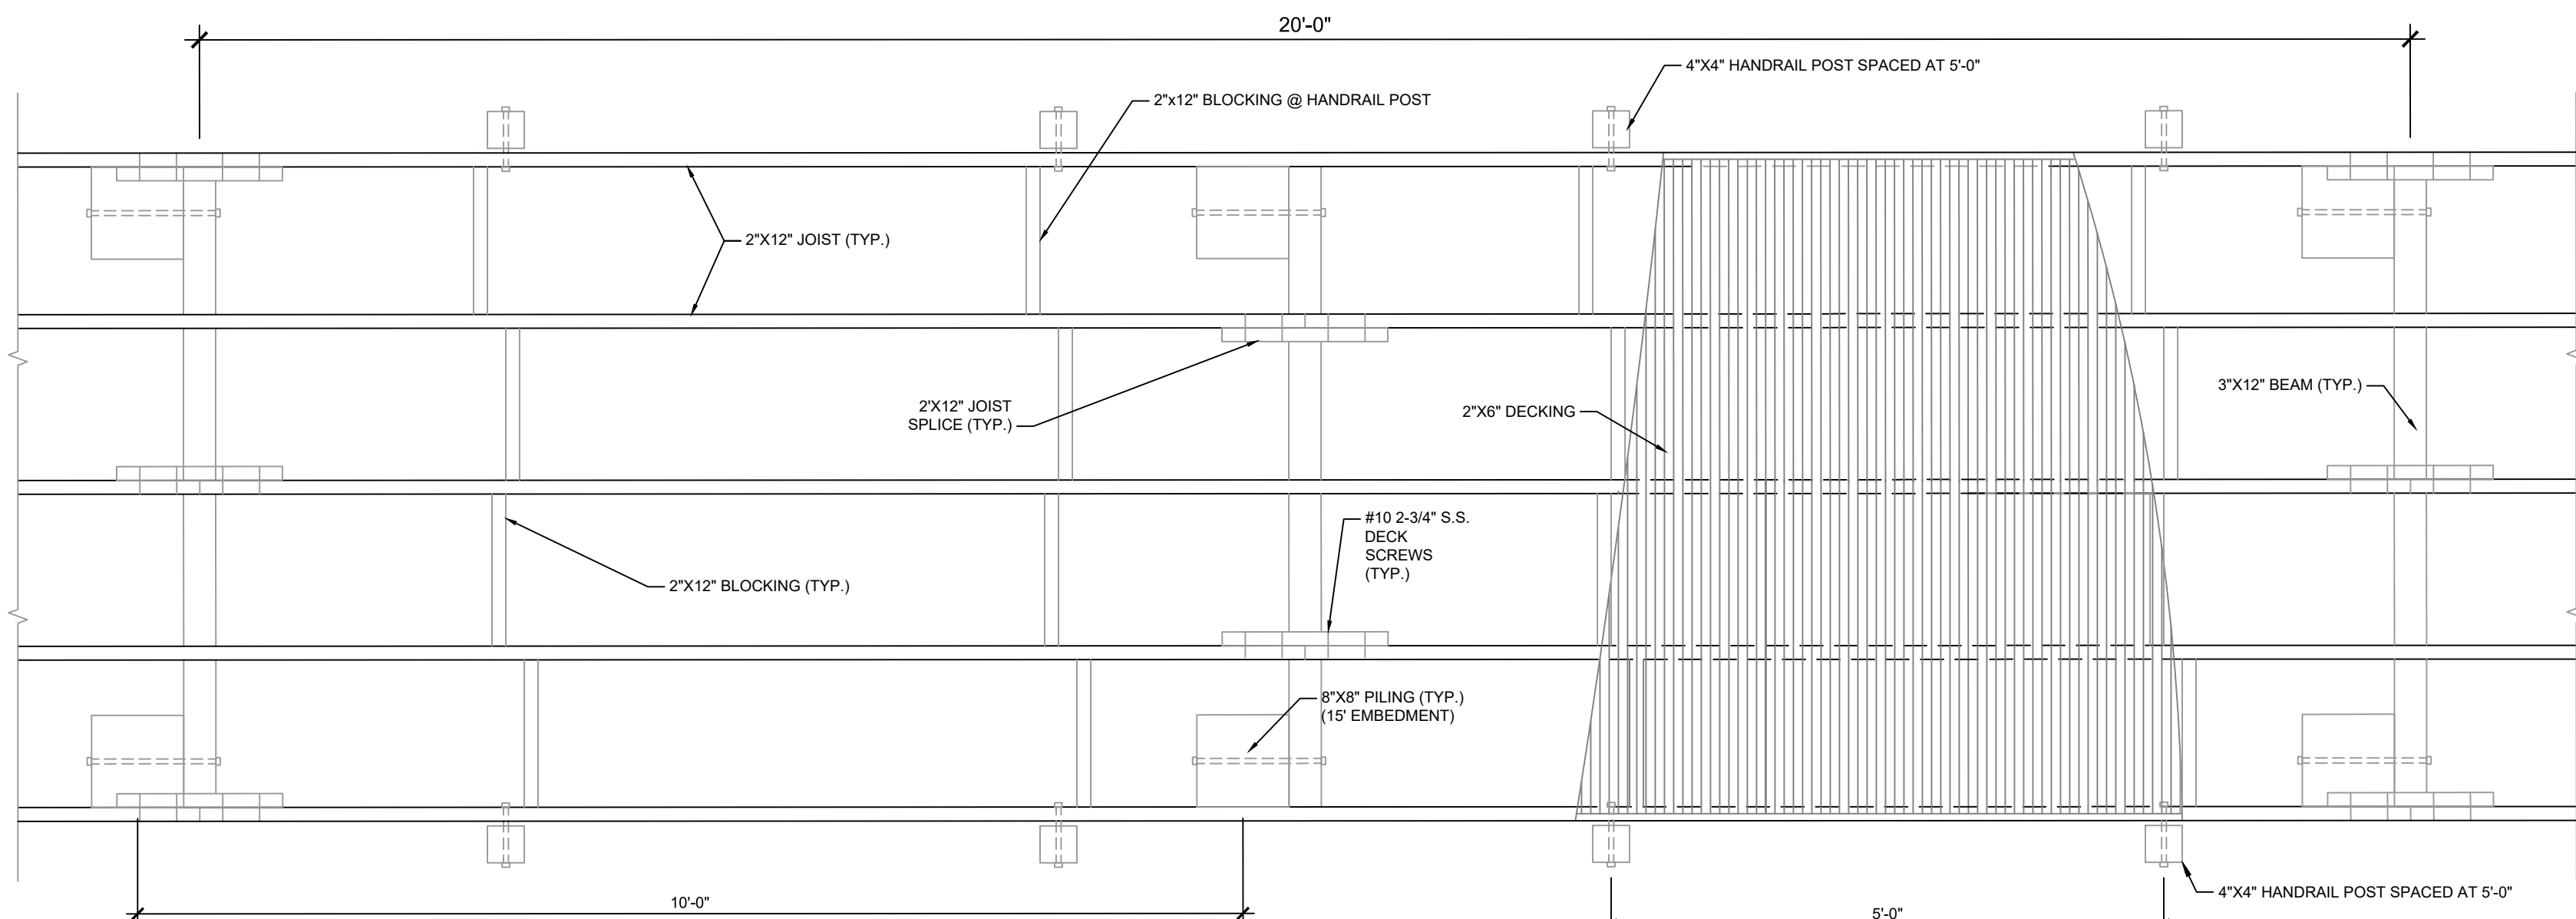 20'-0"
4"X4" HANDRAIL POST SPACED AT 5'-0"
2"x12" BLOCKING @ HANDRAIL POST
2"X12" JOIST (TYP.)
3"X12" BEAM (TYP.)
2'X12" JOIST
SPLICE (TYP.)
2"X6" DECKING
#10 2-3/4" S.S.
DECK
SCREWS
(TYP.)
2"X12" BLOCKING (TYP.)
8"X8" PILING (TYP.)
(15' EMBEDMENT)
4"X4" HANDRAIL POST SPACED AT 5'-0"
10'-0"
5'-0"